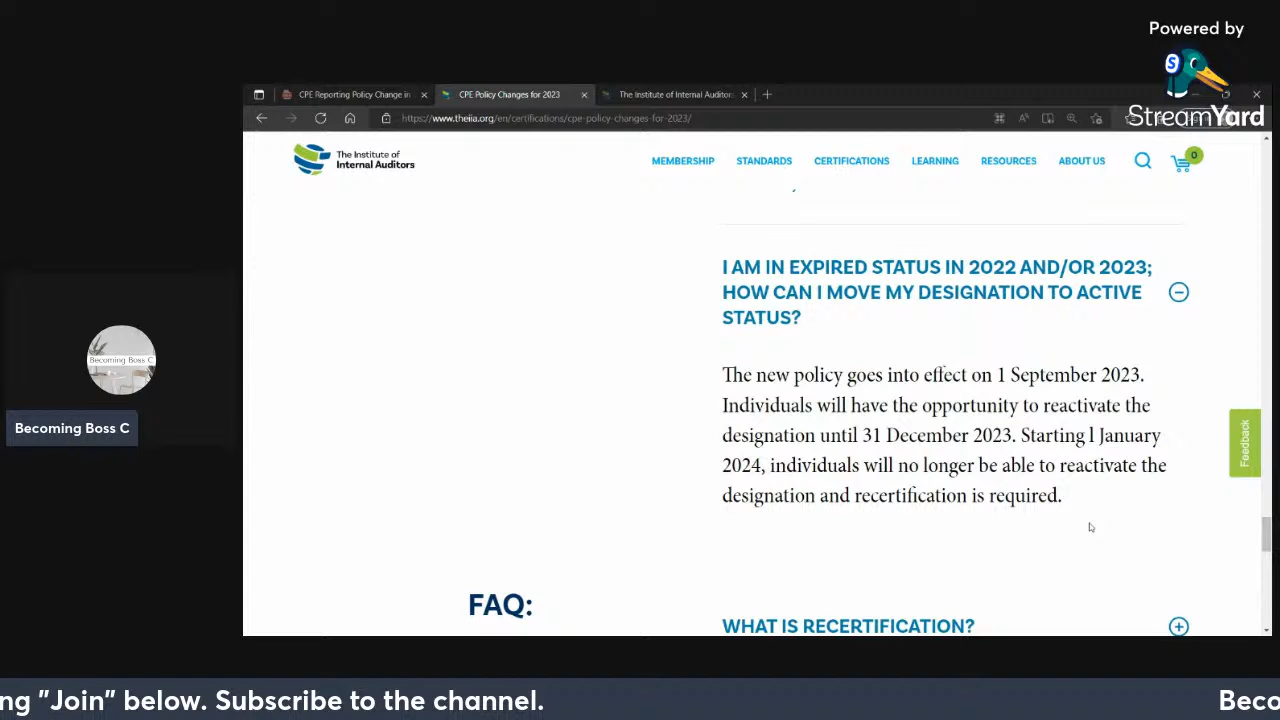 Powered by
StreamYard
CPE Reporting Policy Change in
CPE Policy Changes for 2023
The Institute of Internal Auditors
https://www.theiia.org/en/certifications/cpe-policy-changes-for-2023/
The Institute of
Internal Auditors
MEMBERSHIP STANDARDS CERTIFICATIONS LEARNING RESOURCES ABOUT US
0
I AM IN EXPIRED STATUS IN 2022 AND/OR 2023;
HOW CAN I MOVE MY DESIGNATION TO ACTIVE
STATUS?
The new policy goes into effect on 1 September 2023.
Individuals will have the opportunity to reactivate the
designation until 31 December 2023. Starting l January
2024, individuals will no longer be able to reactivate the
designation and recertification is required.
Feedback
FAQ:
WHAT IS RECERTIFICATION?
Becoming Boss C
Becoming Boss C
ng "Join" below. Subscribe to the channel.
Beco